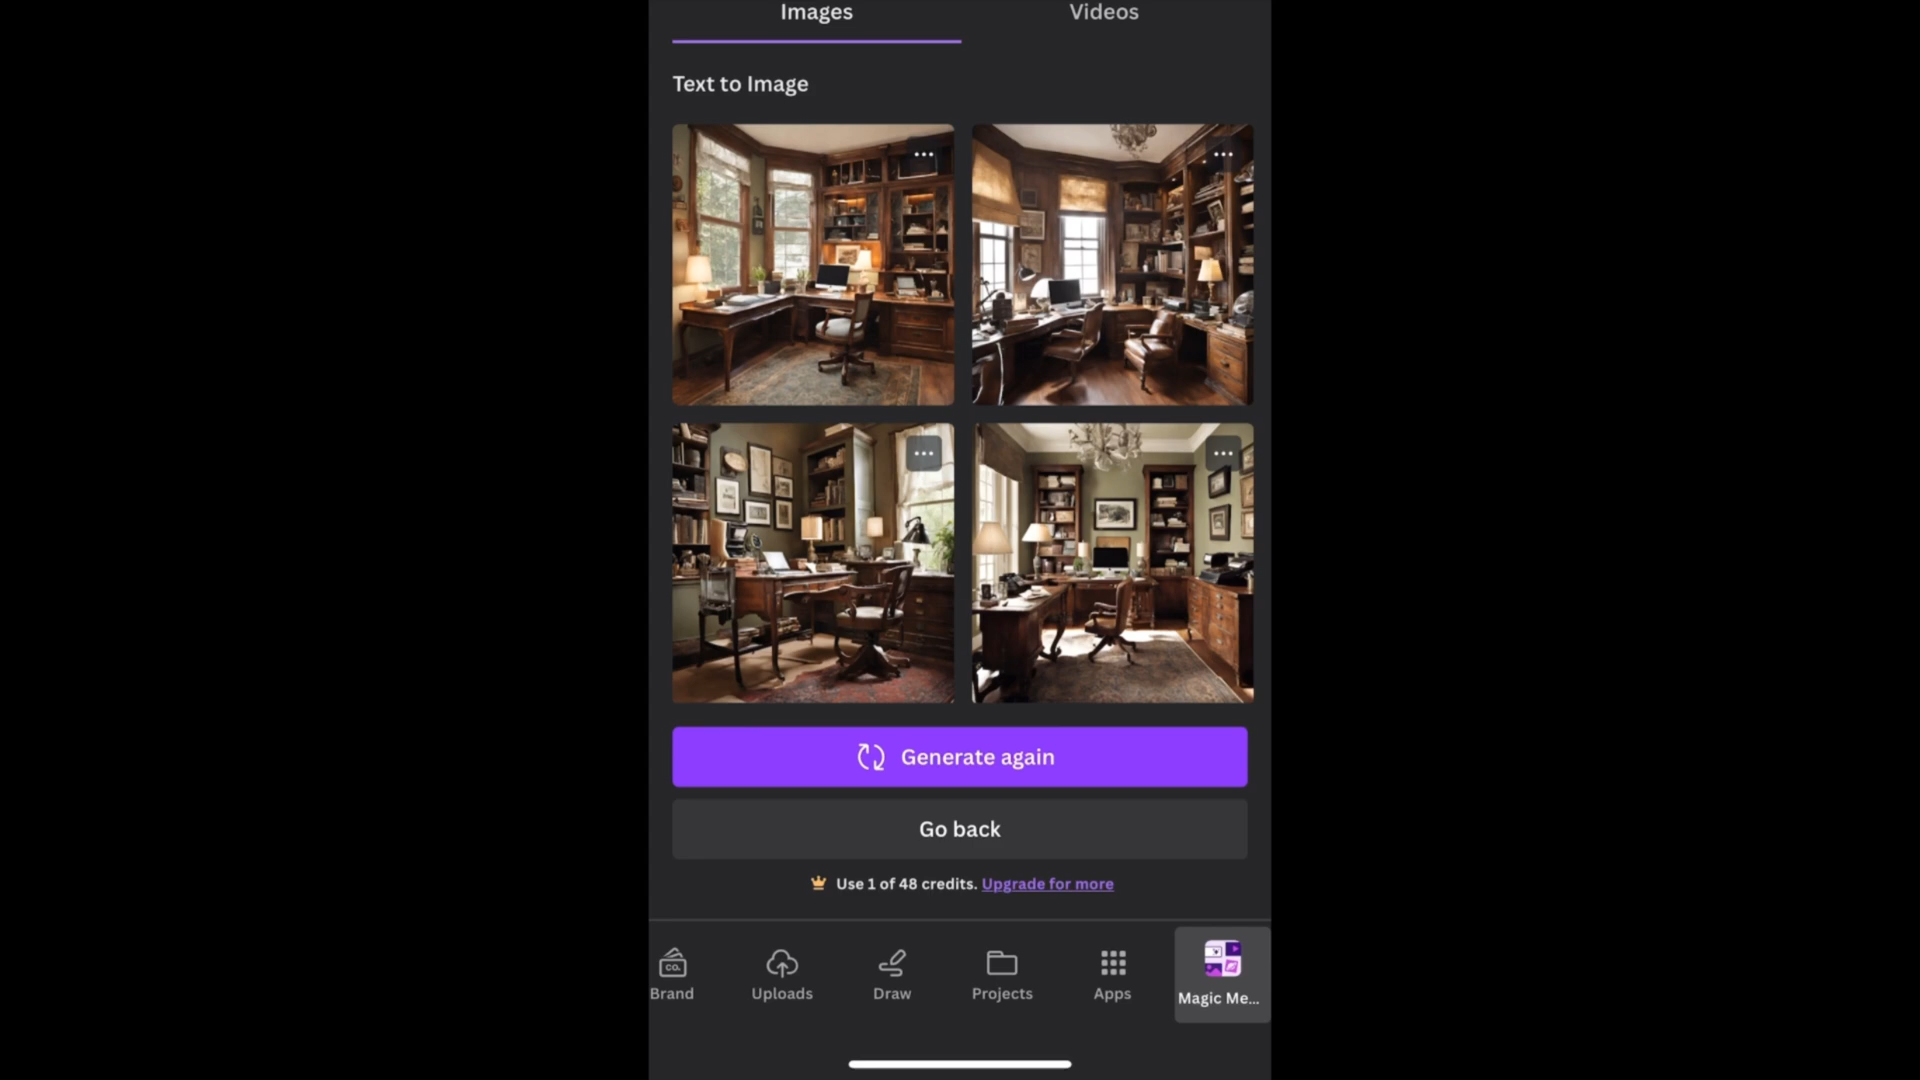 Images
Videos
Text to Image
Generate again
Go back
Use 1 of 48 credits. Upgrade for more
CO.
Brand
Uploads
Draw
Projects
Apps
Magic Me...